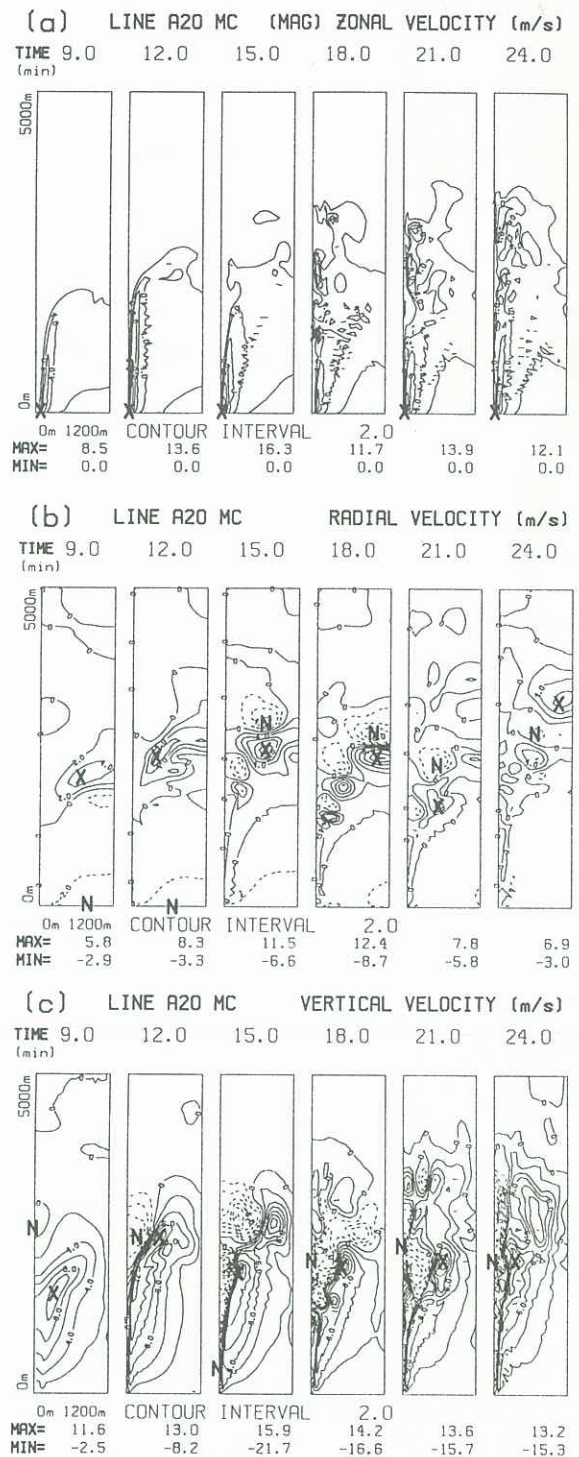 (a) LINE A20 MC (MAG) ZONAL VELOCITY (m/s)
TIME 9.0 12.0 15.0 18.0 21.0 24.0
(min)
5000m
0m
0m 1200m CONTOUR INTERVAL 2.0
MAX= 8.5 13.6 16.3 11.7 13.9 12.1
MIN= 0.0 0.0 0.0 0.0 0.0 0.0
(b) LINE A20 MC RADIAL VELOCITY (m/s)
TIME 9.0 12.0 15.0 18.0 21.0 24.0
(min)
5000m
0m
0m 1200m CONTOUR INTERVAL 2.0
MAX= 5.8 8.3 11.5 12.4 7.8 6.9
MIN= -2.9 -3.3 -6.6 -8.7 -5.8 -3.0
(c) LINE A20 MC VERTICAL VELOCITY (m/s)
TIME 9.0 12.0 15.0 18.0 21.0 24.0
(min)
5000m
0m
0m 1200m CONTOUR INTERVAL 2.0
MAX= 11.6 13.0 15.9 14.2 13.6 13.2
MIN= -2.5 -8.2 -21.7 -16.6 -15.7 -15.3